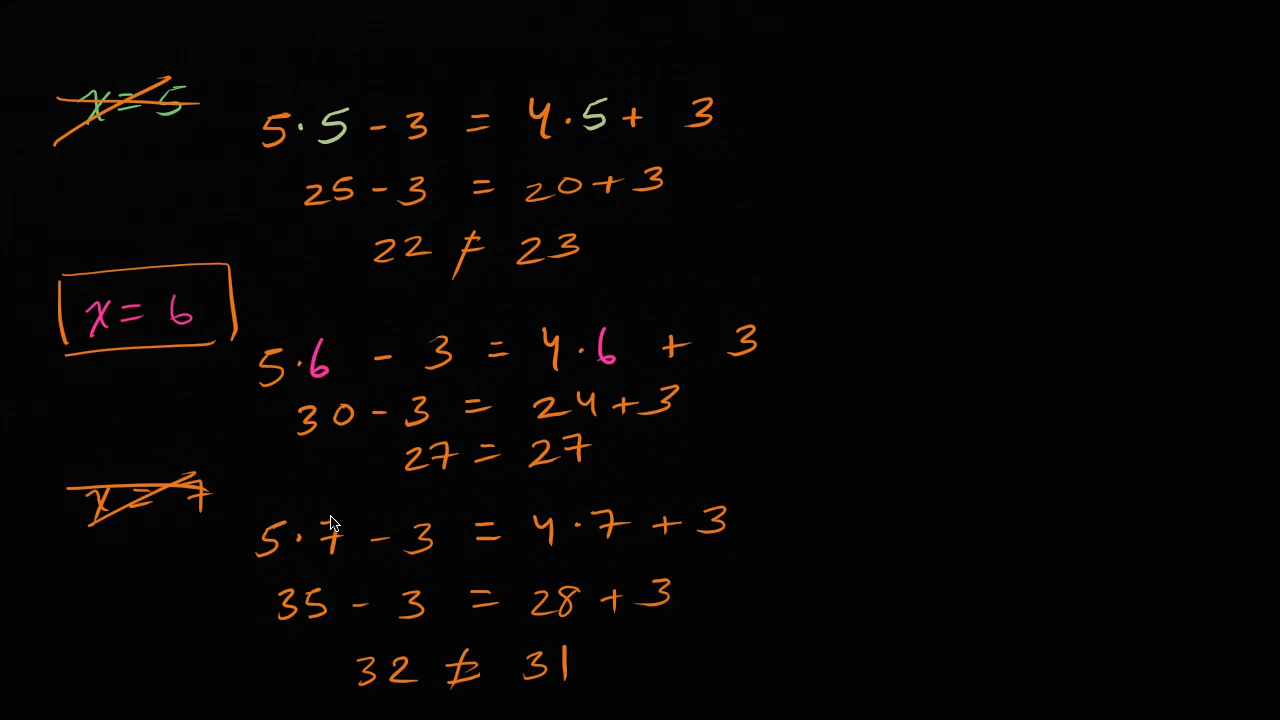 x = 5
5 · 5 - 3 = 4 · 5 + 3
25 - 3 = 20 + 3
22 ≠ 23
x = 6
5 · 6 - 3 = 4 · 6 + 3
30 - 3 = 24 + 3
27 = 27
x = 7
5 · 7 - 3 = 4 · 7 + 3
35 - 3 = 28 + 3
32 ≠ 31